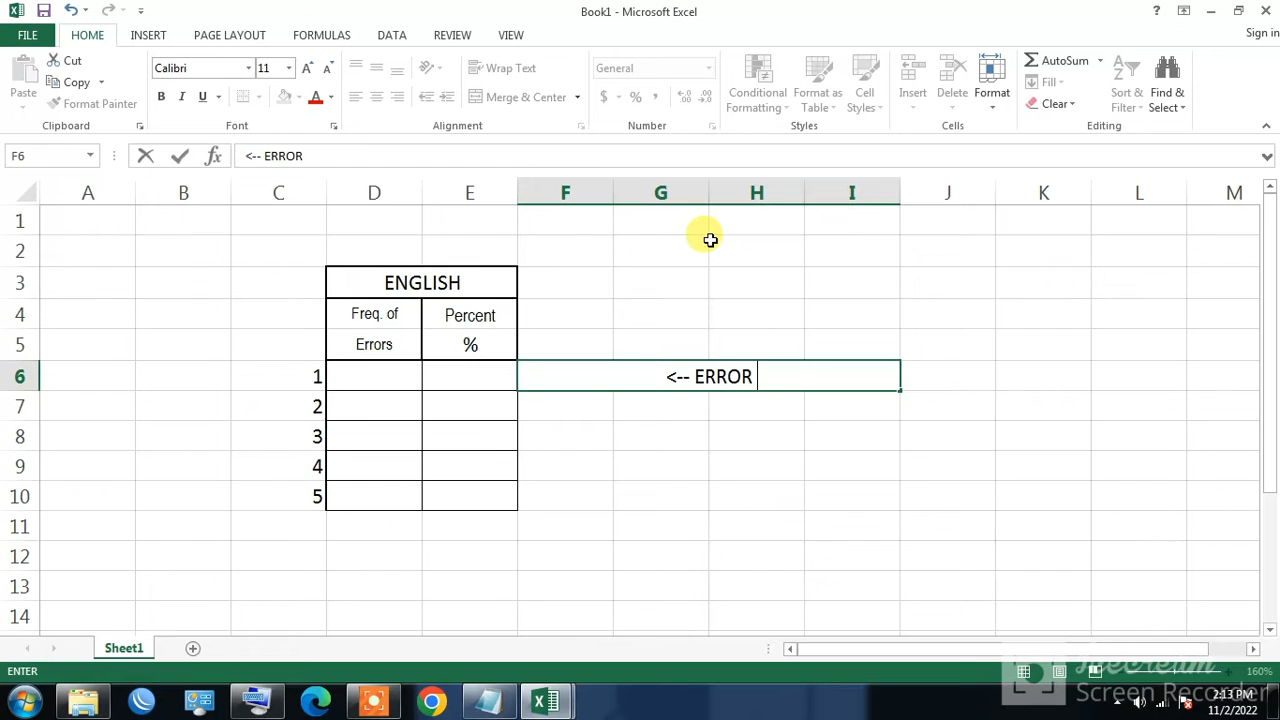 Book1 - Microsoft Excel
?
FILE
HOME
INSERT
PAGE LAYOUT
FORMULAS
DATA
REVIEW
VIEW
Sign in
Paste
Cut
Copy
Format Painter
Clipboard
Calibri
11
A
A
B
I
U
A
Font
Wrap Text
Merge & Center
Alignment
General
$
%
,
Number
Conditional
Formatting
Format as
Table
Cell
Styles
Styles
Insert
Delete
Format
Cells
AutoSum
Fill
Clear
Sort &
Filter
Find &
Select
Editing
F6
fx
<-- ERROR
A B C D E F G H I J K L M
1
2
3 ENGLISH
4 Freq. of Percent
5 Errors %
6 1 <-- ERROR
7 2
8 3
9 4
10 5
11
12
13
14
Sheet1
ENTER
160%
IceCream
Screen Recorder
2:13 PM
11/2/2022